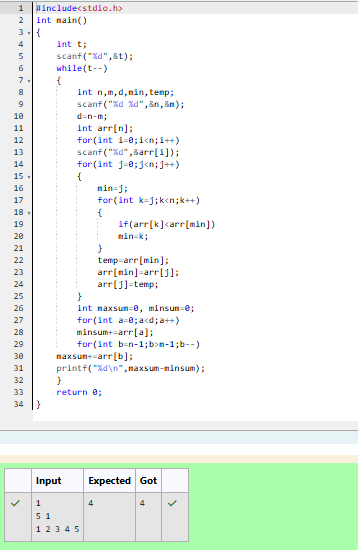 1 #include<stdio.h>
2 int main()
3 {
4 int t;
5 scanf("%d",&t);
6 while(t--)
7 {
8 int n,m,d,min,temp;
9 scanf("%d %d",&n,&m);
10 d=n-m;
11 int arr[n];
12 for(int i=0;i<n;i++)
13 scanf("%d",&arr[i]);
14 for(int j=0;j<n;j++)
15 {
16 min=j;
17 for(int k=j;k<n;k++)
18 {
19 if(arr[k]<arr[min])
20 min=k;
21 }
22 temp=arr[min];
23 arr[min]=arr[j];
24 arr[j]=temp;
25 }
26 int maxsum=0, minsum=0;
27 for(int a=0;a<d;a++)
28 minsum+=arr[a];
29 for(int b=n-1;b>m-1;b--)
30 maxsum+=arr[b];
31 printf("%d\n",maxsum-minsum);
32 }
33 return 0;
34 }
Input Expected Got
1 4 4
5 1
1 2 3 4 5